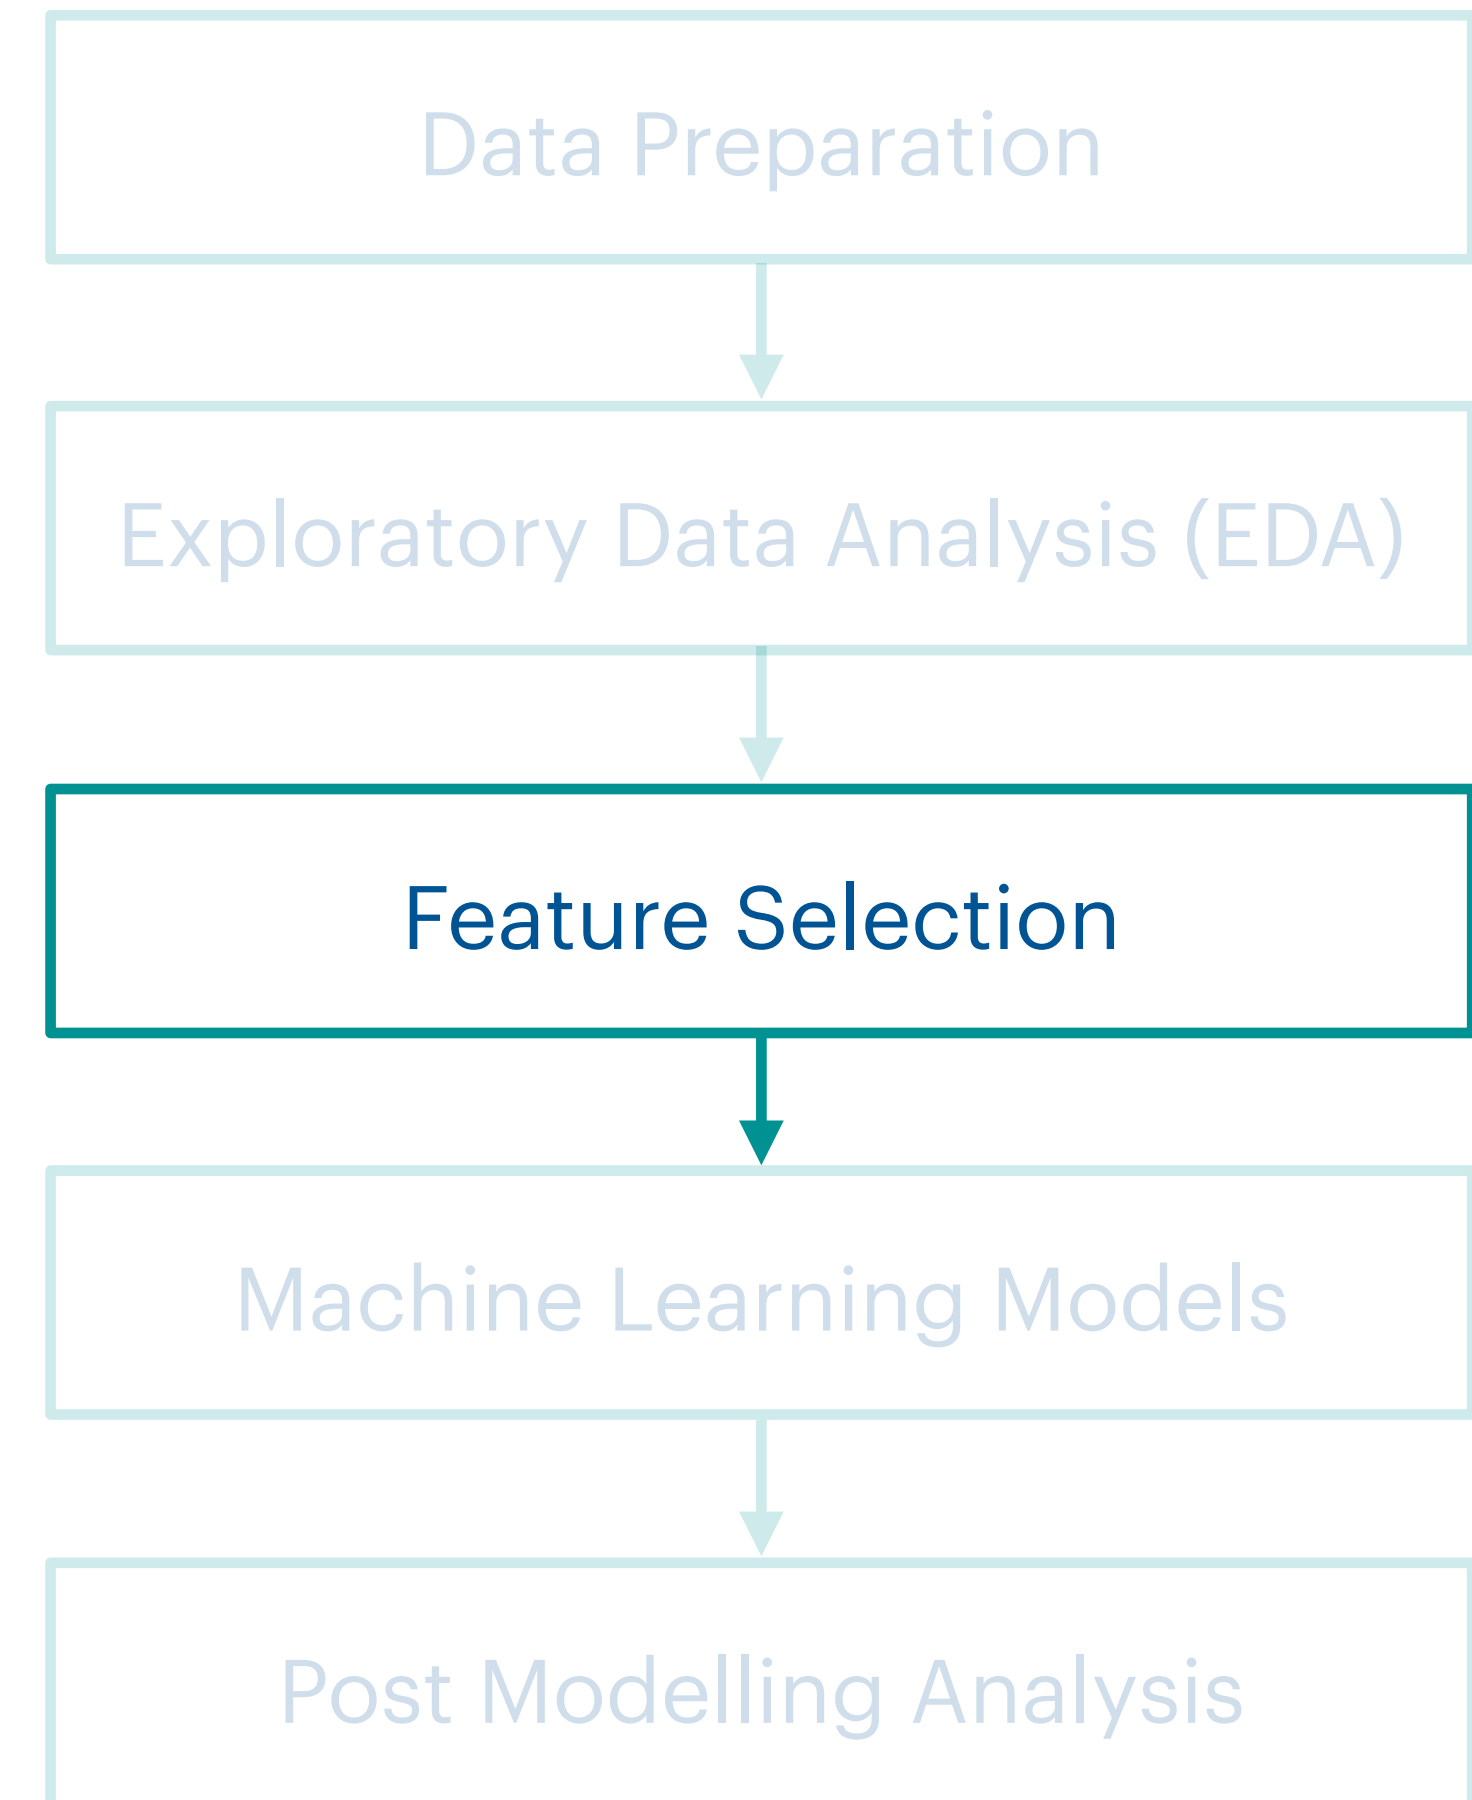 Data Preparation
Exploratory Data Analysis (EDA)
Feature Selection
Machine Learning Models
Post Modelling Analysis